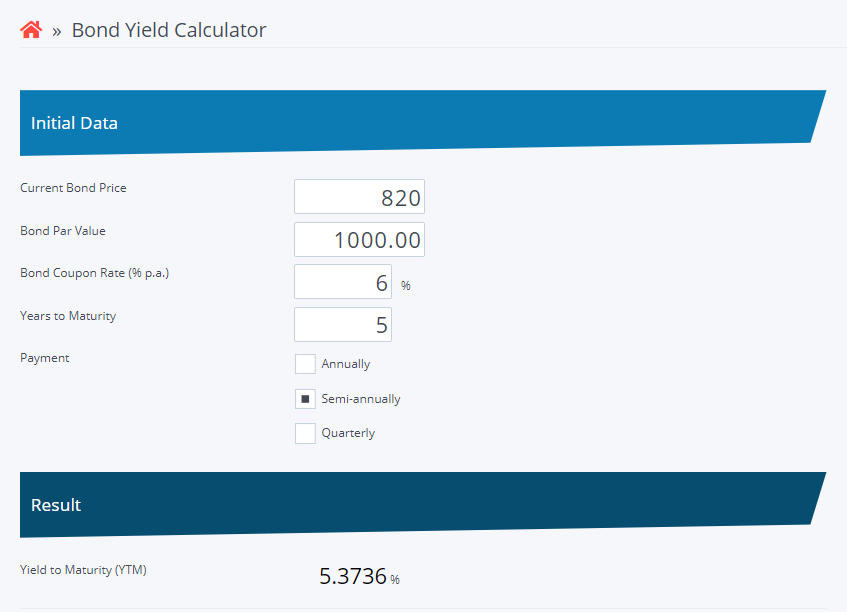 » Bond Yield Calculator
Initial Data
Current Bond Price 820
Bond Par Value 1000.00
Bond Coupon Rate (% p.a.) 6 %
Years to Maturity 5
Payment Annually
Semi-annually
Quarterly
Result
Yield to Maturity (YTM) 5.3736 %